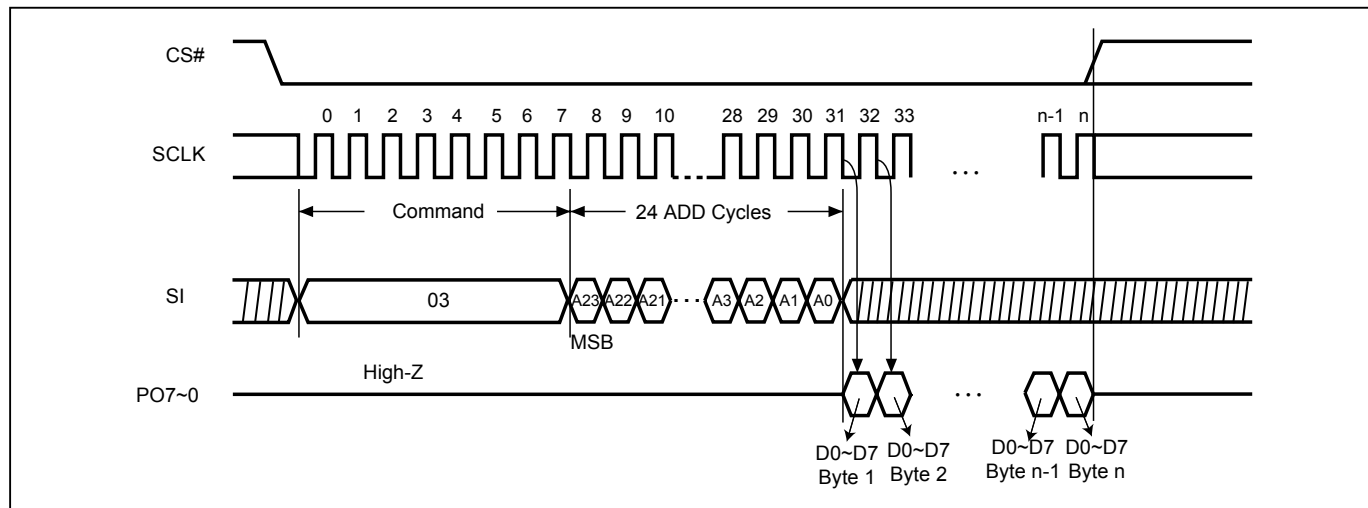 CS#
0 1 2 3 4 5 6 7 8 9 10 28 29 30 31 32 33 n-1 n
SCLK
...
Command 24 ADD Cycles
SI 03 A23 A22 A21 A3 A2 A1 A0
MSB
High-Z
PO7~0
...
D0~D7 D0~D7 D0~D7 D0~D7
Byte 1 Byte 2 Byte n-1 Byte n